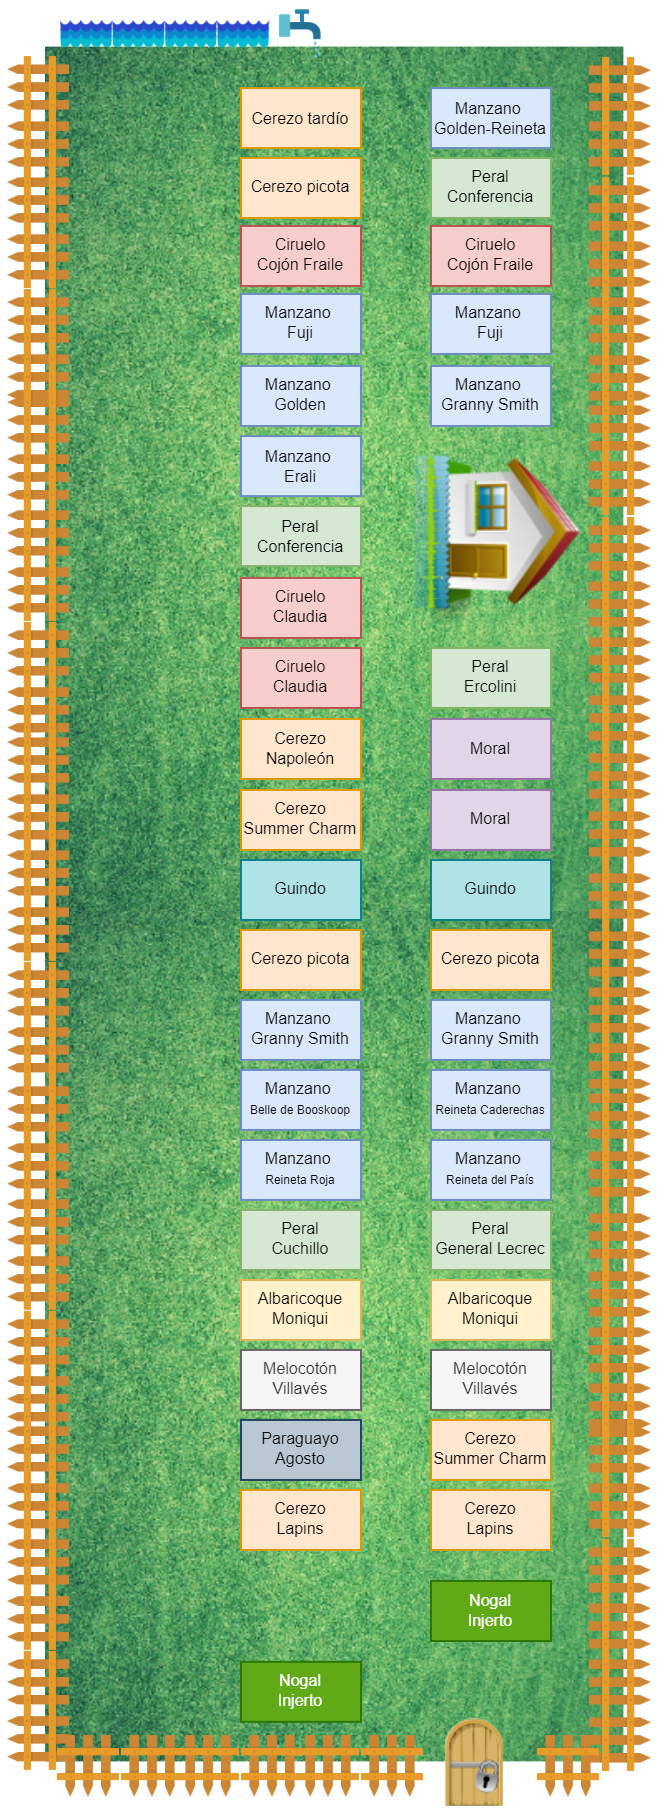 Cerezo tardío
Manzano
Golden-Reineta
Cerezo picota
Peral
Conferencia
Ciruelo
Cojón Fraile
Ciruelo
Cojón Fraile
Manzano
Fuji
Manzano
Fuji
Manzano
Golden
Manzano
Granny Smith
Manzano
Erali
Peral
Conferencia
Ciruelo
Claudia
Ciruelo
Claudia
Peral
Ercolini
Cerezo
Napoleón
Moral
Cerezo
Summer Charm
Moral
Guindo
Guindo
Cerezo picota
Cerezo picota
Manzano
Granny Smith
Manzano
Granny Smith
Manzano
Belle de Booskoop
Manzano
Reineta Caderechas
Manzano
Reineta Roja
Manzano
Reineta del País
Peral
Cuchillo
Peral
General Lecrec
Albaricoque
Moniqui
Albaricoque
Moniqui
Melocotón
Villavés
Melocotón
Villavés
Paraguayo
Agosto
Cerezo
Summer Charm
Cerezo
Lapins
Cerezo
Lapins
Nogal
Injerto
Nogal
Injerto